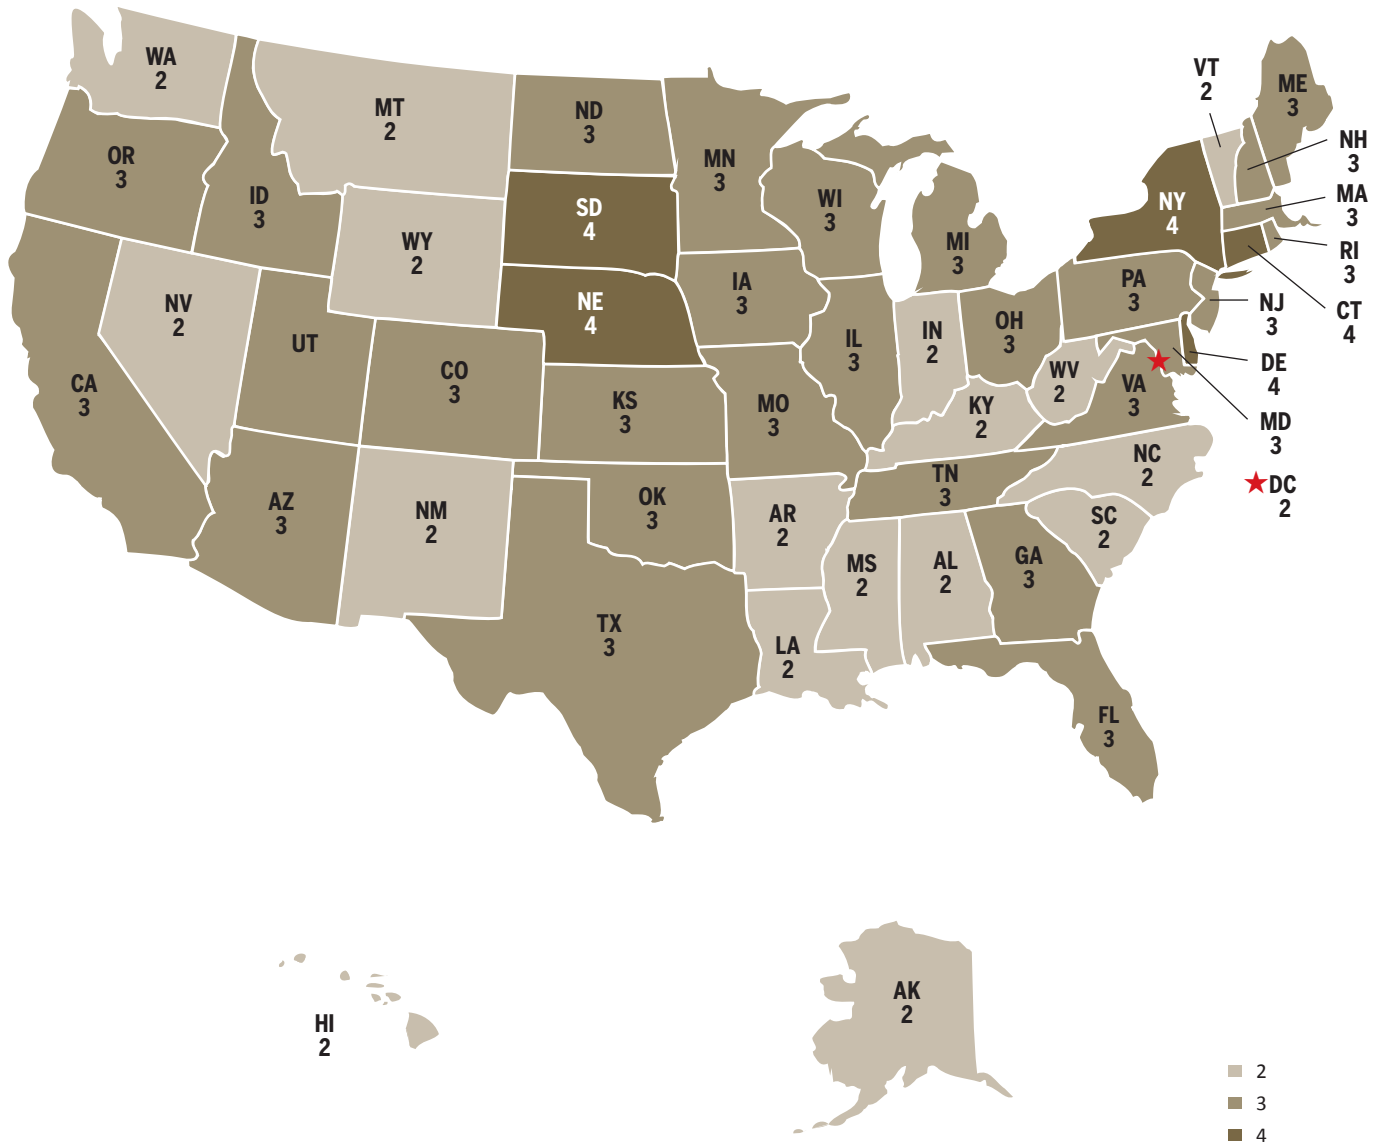 WA
2
MT
2
ND
3
MN
3
VT
2
ME
3
OR
3
ID
3
WY
2
SD
4
WI
3
MI
3
NY
4
NH
3
MA
3
RI
3
CT
4
NV
2
UT
CO
3
NE
4
IA
3
IL
3
IN
2
OH
3
PA
3
NJ
3
DE
4
MD
3
DC
2
CA
3
KS
3
MO
3
KY
2
WV
2
VA
3
AZ
3
NM
2
OK
3
AR
2
TN
3
NC
2
SC
2
TX
3
LA
2
MS
2
AL
2
GA
3
FL
3
HI
2
AK
2
2
3
4